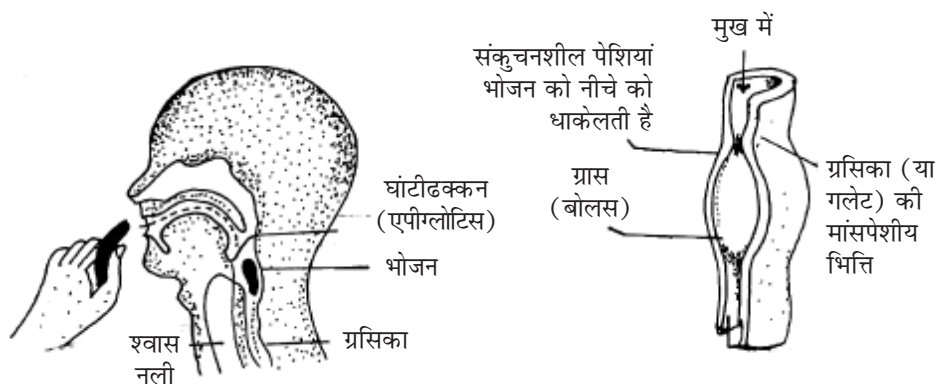 घांटीढक्कन
(एपीग्लोटिस)
भोजन
श्वास
नली
ग्रसिका
मुख में
संकुचनशील पेशियां
भोजन को नीचे को
धाकेलती है
ग्रास
(बोलस)
ग्रसिका (या
गलेट) की
मांसपेशीय
भित्ति